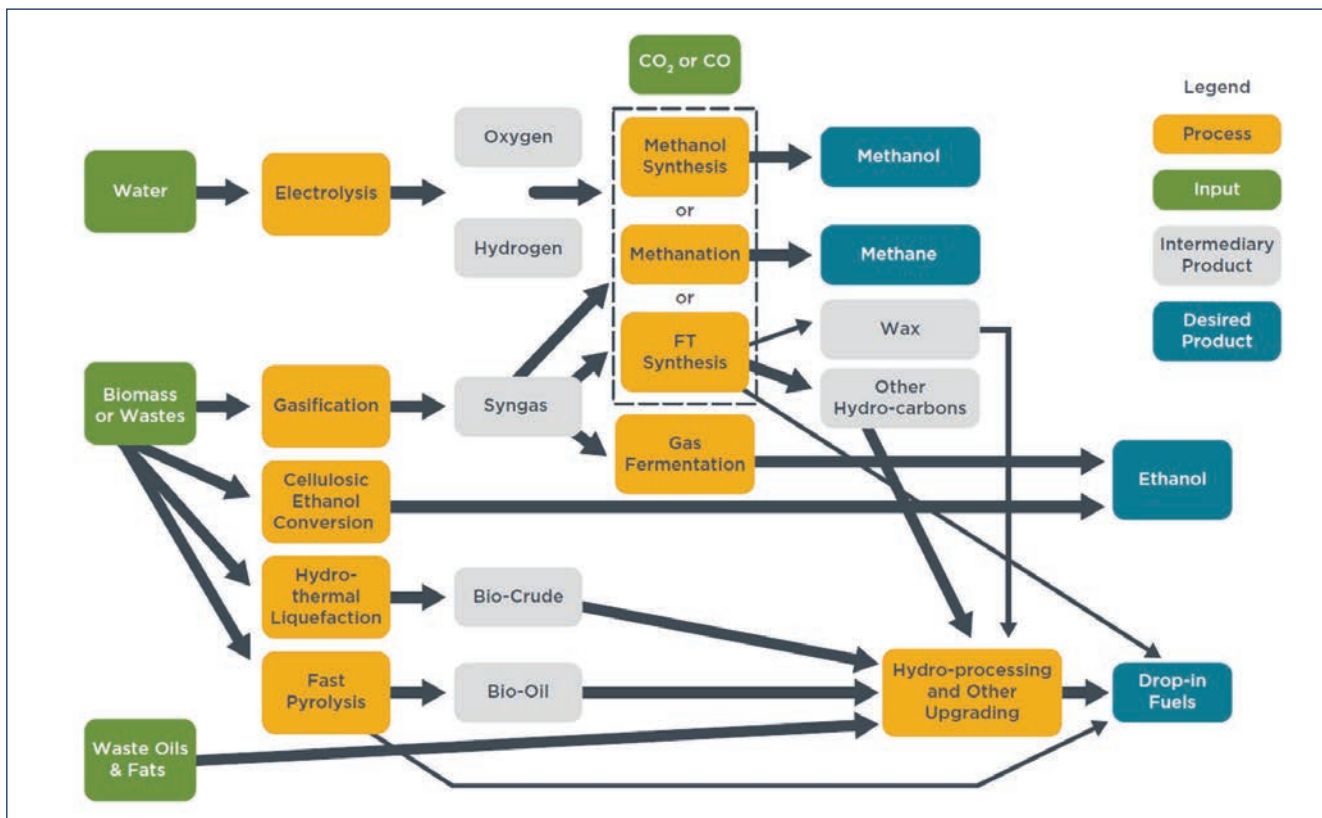 CO₂ or CO
Legend
Process
Input
Intermediary
Product
Desired
Product
Water
Electrolysis
Oxygen
Hydrogen
Methanol
Synthesis
or
Methanation
or
FT
Synthesis
Methanol
Methane
Wax
Other
Hydro-carbons
Biomass
or Wastes
Gasification
Syngas
Gas
Fermentation
Cellulosic
Ethanol
Conversion
Ethanol
Hydro-
thermal
Liquefaction
Bio-Crude
Fast
Pyrolysis
Bio-Oil
Hydro-processing
and Other
Upgrading
Drop-in
Fuels
Waste Oils
& Fats